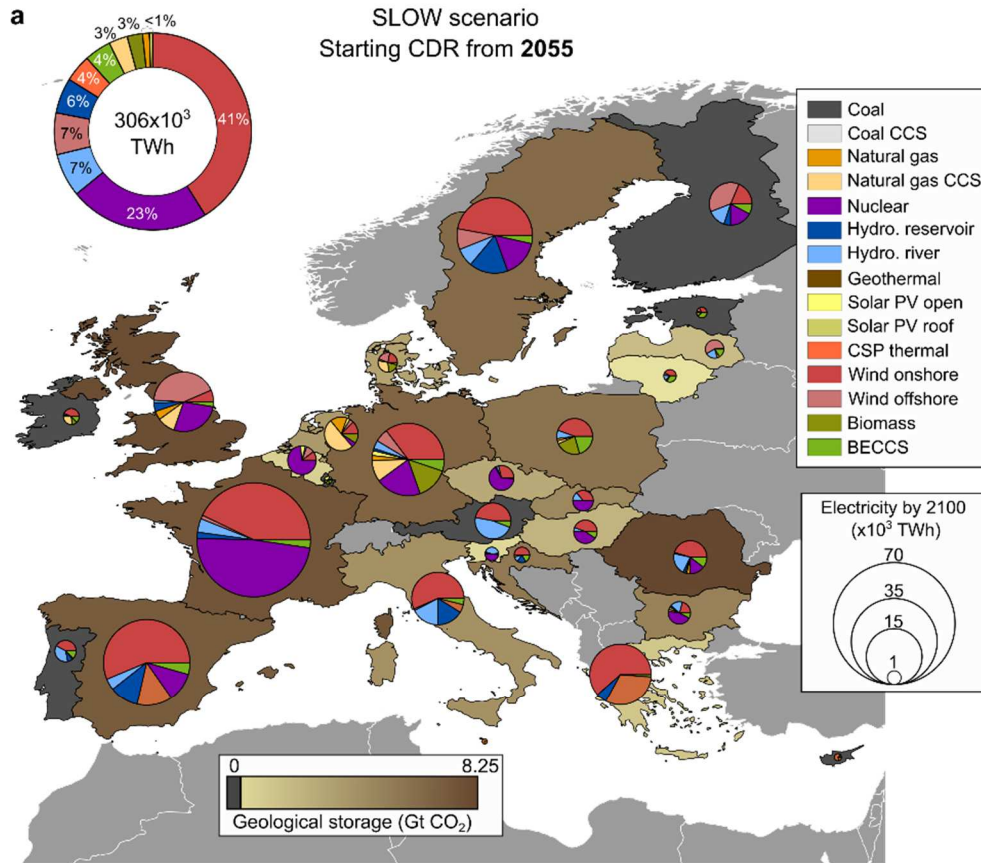 a
SLOW scenario
Starting CDR from 2055
<1%
3%
3%
4%
4%
6%
7%
7%
23%
41%
306x10³
TWh
Coal
Coal CCS
Natural gas
Natural gas CCS
Nuclear
Hydro. reservoir
Hydro. river
Geothermal
Solar PV open
Solar PV roof
CSP thermal
Wind onshore
Wind offshore
Biomass
BECCS
Electricity by 2100
(x10³ TWh)
70
35
15
1
0 8.25
Geological storage (Gt CO₂)